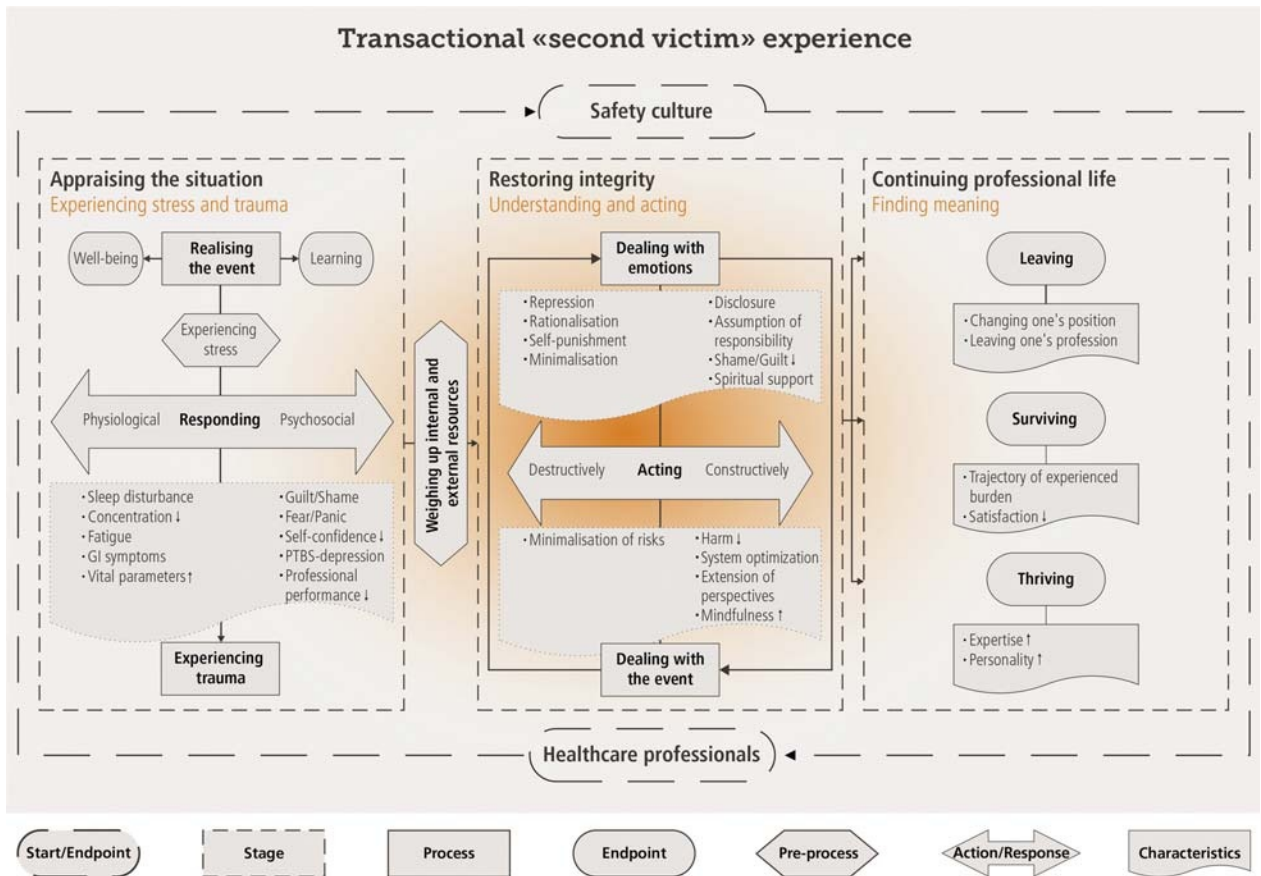 Transactional «second victim» experience
Safety culture
Appraising the situation
Experiencing stress and trauma
Well-being
Realising
the event
Learning
Experiencing
stress
Physiological
Responding
Psychosocial
• Sleep disturbance
• Concentration ↓
• Fatigue
• GI symptoms
• Vital parameters ↑
• Guilt/Shame
• Fear/Panic
• Self-confidence ↓
• PTBS-depression
• Professional
performance ↓
Experiencing
trauma
Weighing up internal and
external resources
Restoring integrity
Understanding and acting
Dealing with
emotions
• Repression
• Rationalisation
• Self-punishment
• Minimalisation
• Disclosure
• Assumption of
responsibility
• Shame/Guilt ↓
• Spiritual support
Destructively
Acting
Constructively
• Minimalisation of risks
• Harm ↓
• System optimization
• Extension of
perspectives
• Mindfulness ↑
Dealing with
the event
Continuing professional life
Finding meaning
Leaving
• Changing one's position
• Leaving one's profession
Surviving
• Trajectory of experienced
burden
• Satisfaction ↓
Thriving
• Expertise ↑
• Personality ↑
Healthcare professionals
Start/Endpoint
Stage
Process
Endpoint
Pre-process
Action/Response
Characteristics